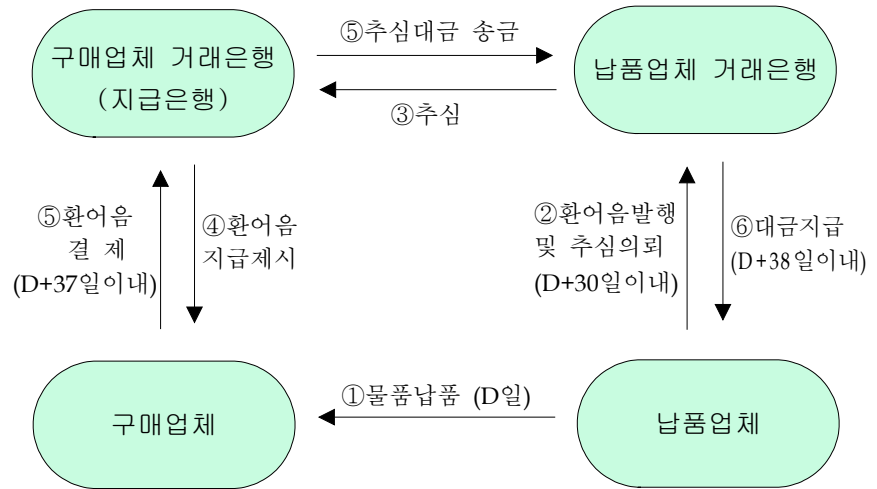 ⑤추심대금 송금
구매업체 거래은행
(지급은행)
납품업체 거래은행
③추심
⑤환어음
결 제
(D+37일이내)
④환어음
지급제시
②환어음발행
및 추심의뢰
(D+30일이내)
⑥대금지급
(D+38일이내)
①물품납품 (D일)
구매업체
납품업체